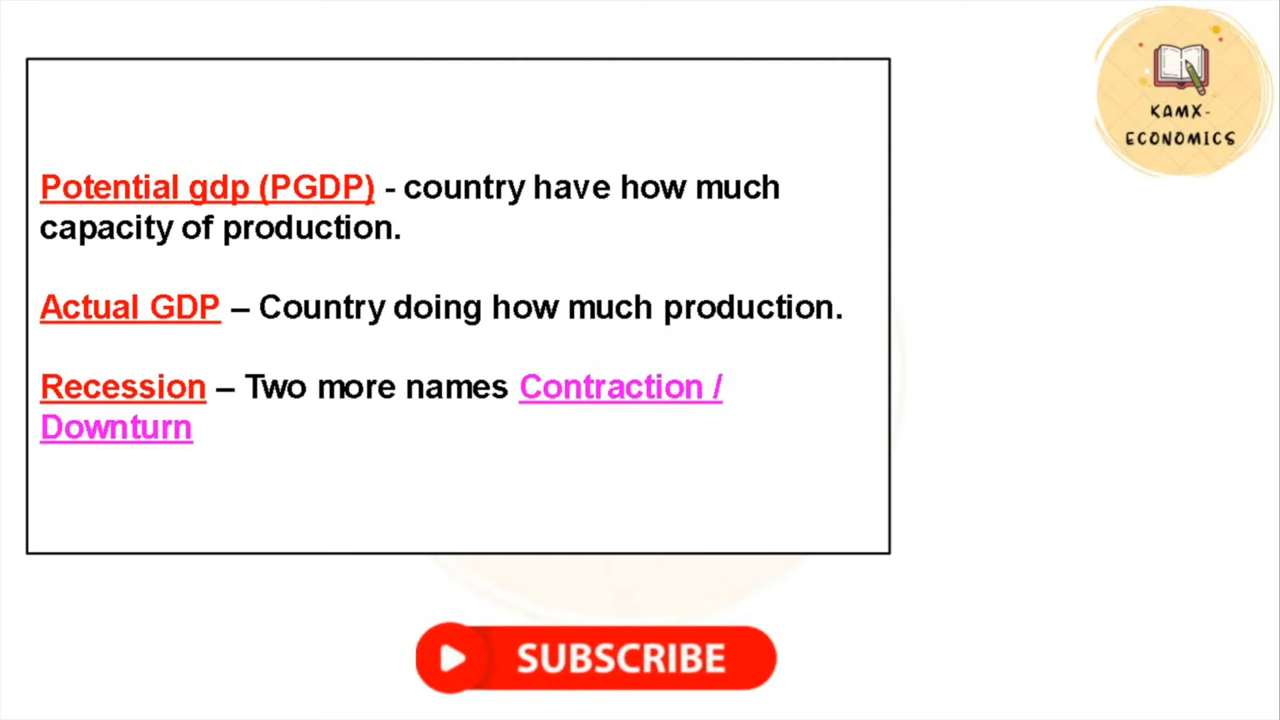 KAMX-
ECONOMICS
Potential gdp (PGDP) - country have how much
capacity of production.
Actual GDP – Country doing how much production.
Recession – Two more names Contraction /
Downturn
SUBSCRIBE